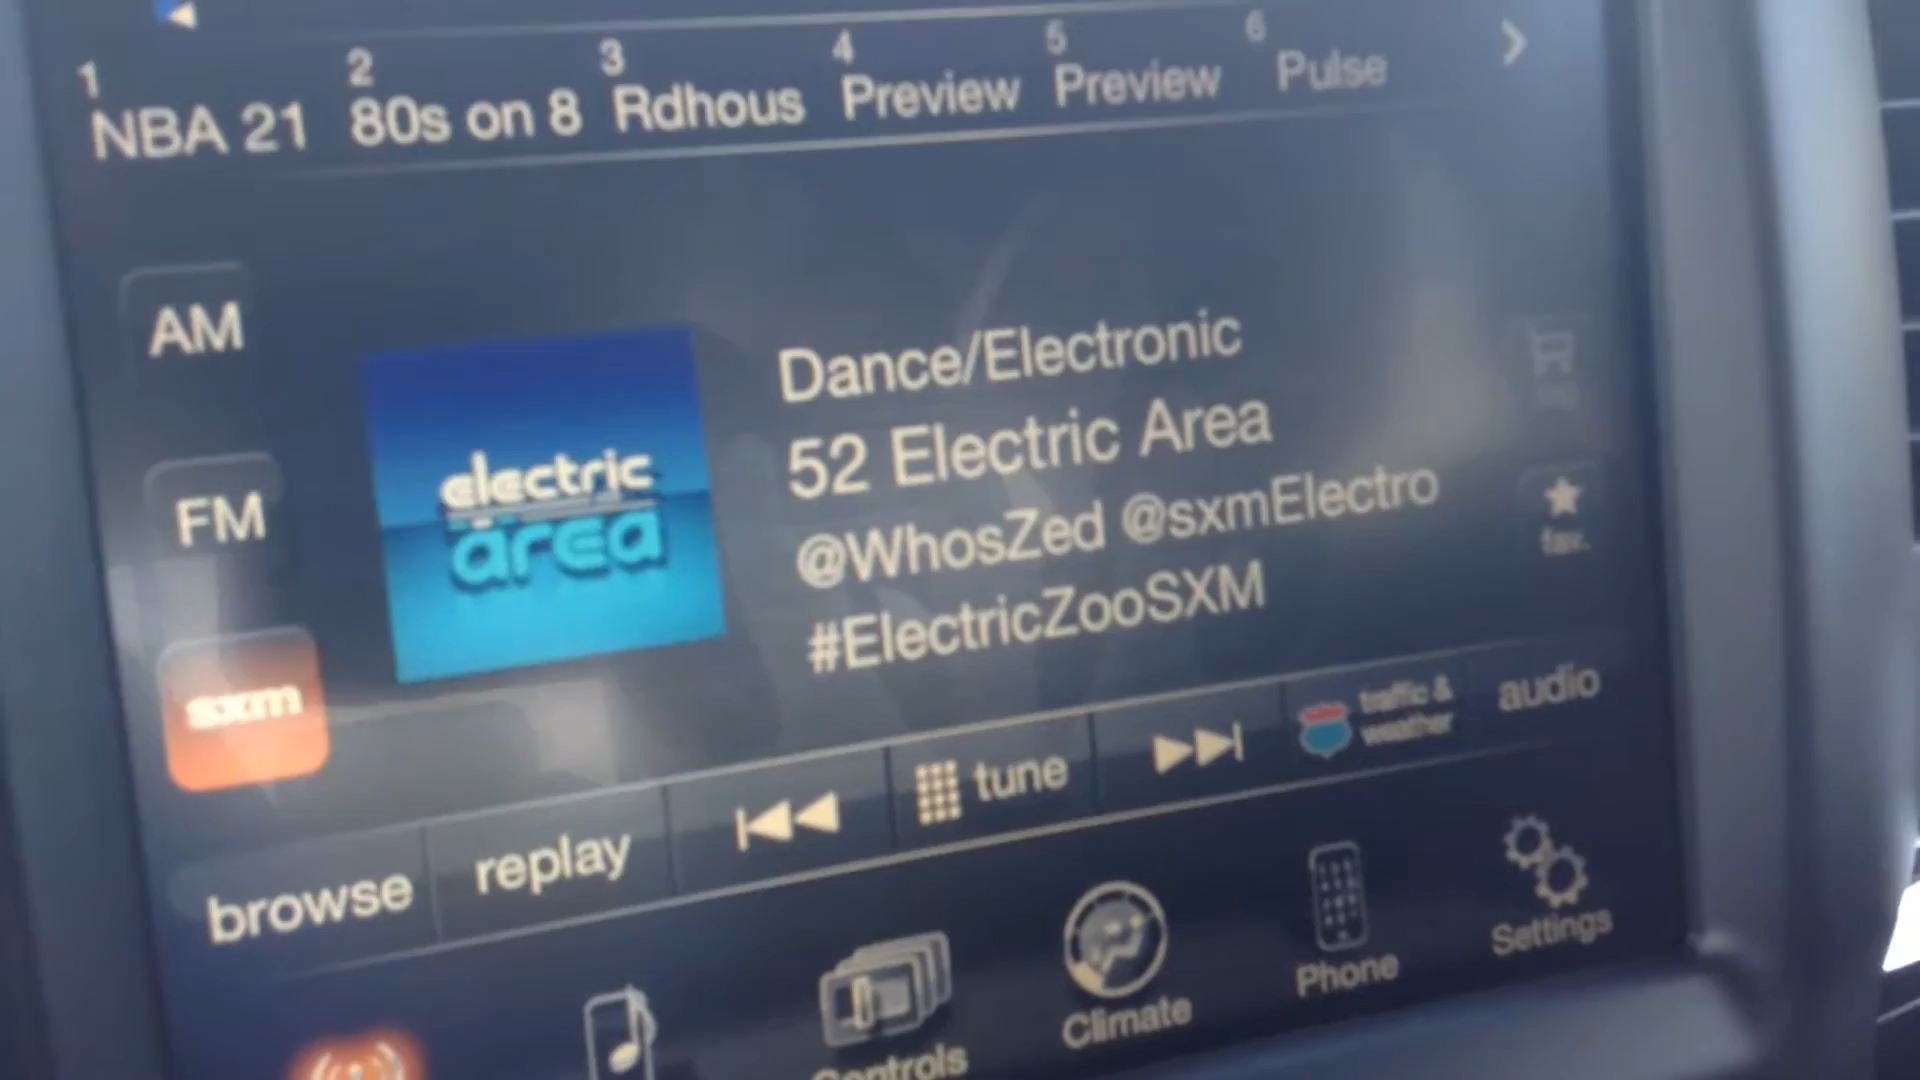 1 2 3 4 5 6
NBA 21 80s on 8 Rdhous Preview Preview Pulse
AM
FM
sxm
electric
area
Dance/Electronic
52 Electric Area
@WhosZed @sxmElectro
#ElectricZooSXM
fav.
browse replay tune traffic & weather audio
Controls Climate Phone Settings